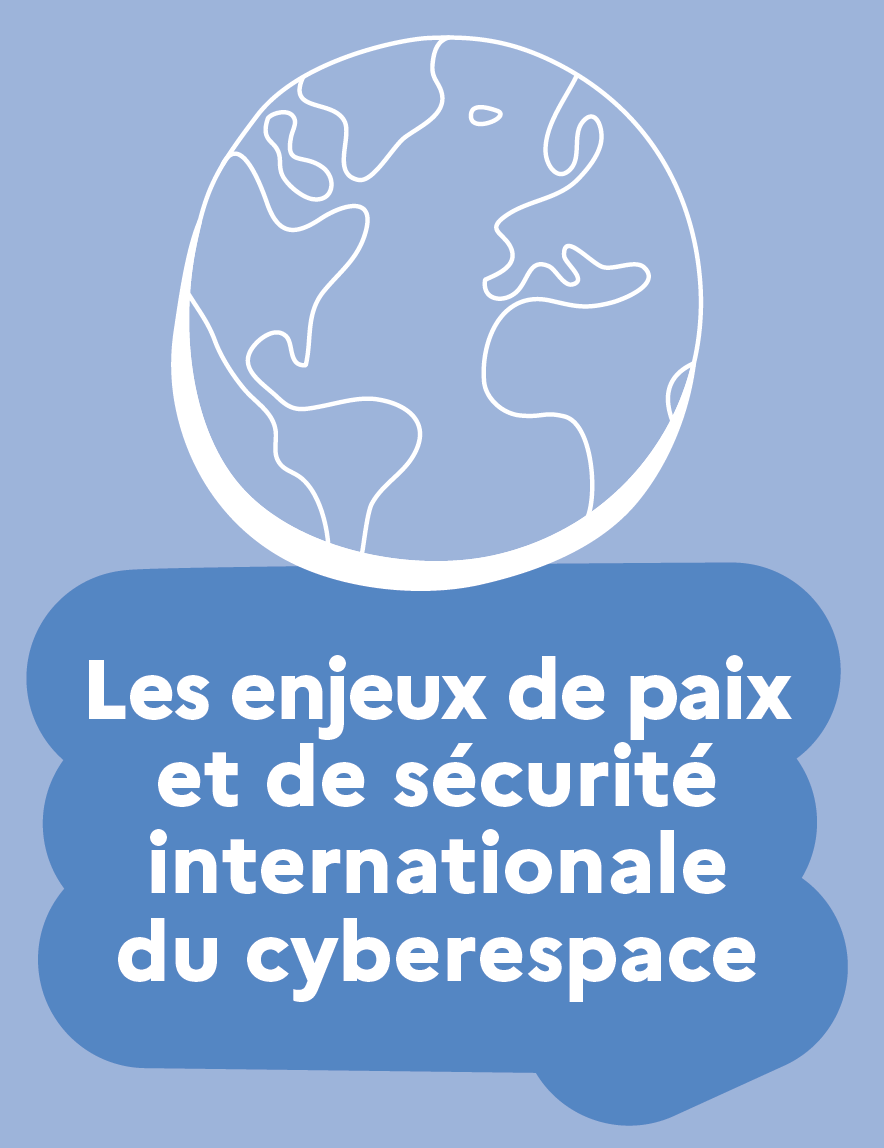 Les enjeux de paix
et de sécurité
internationale
du cyberespace